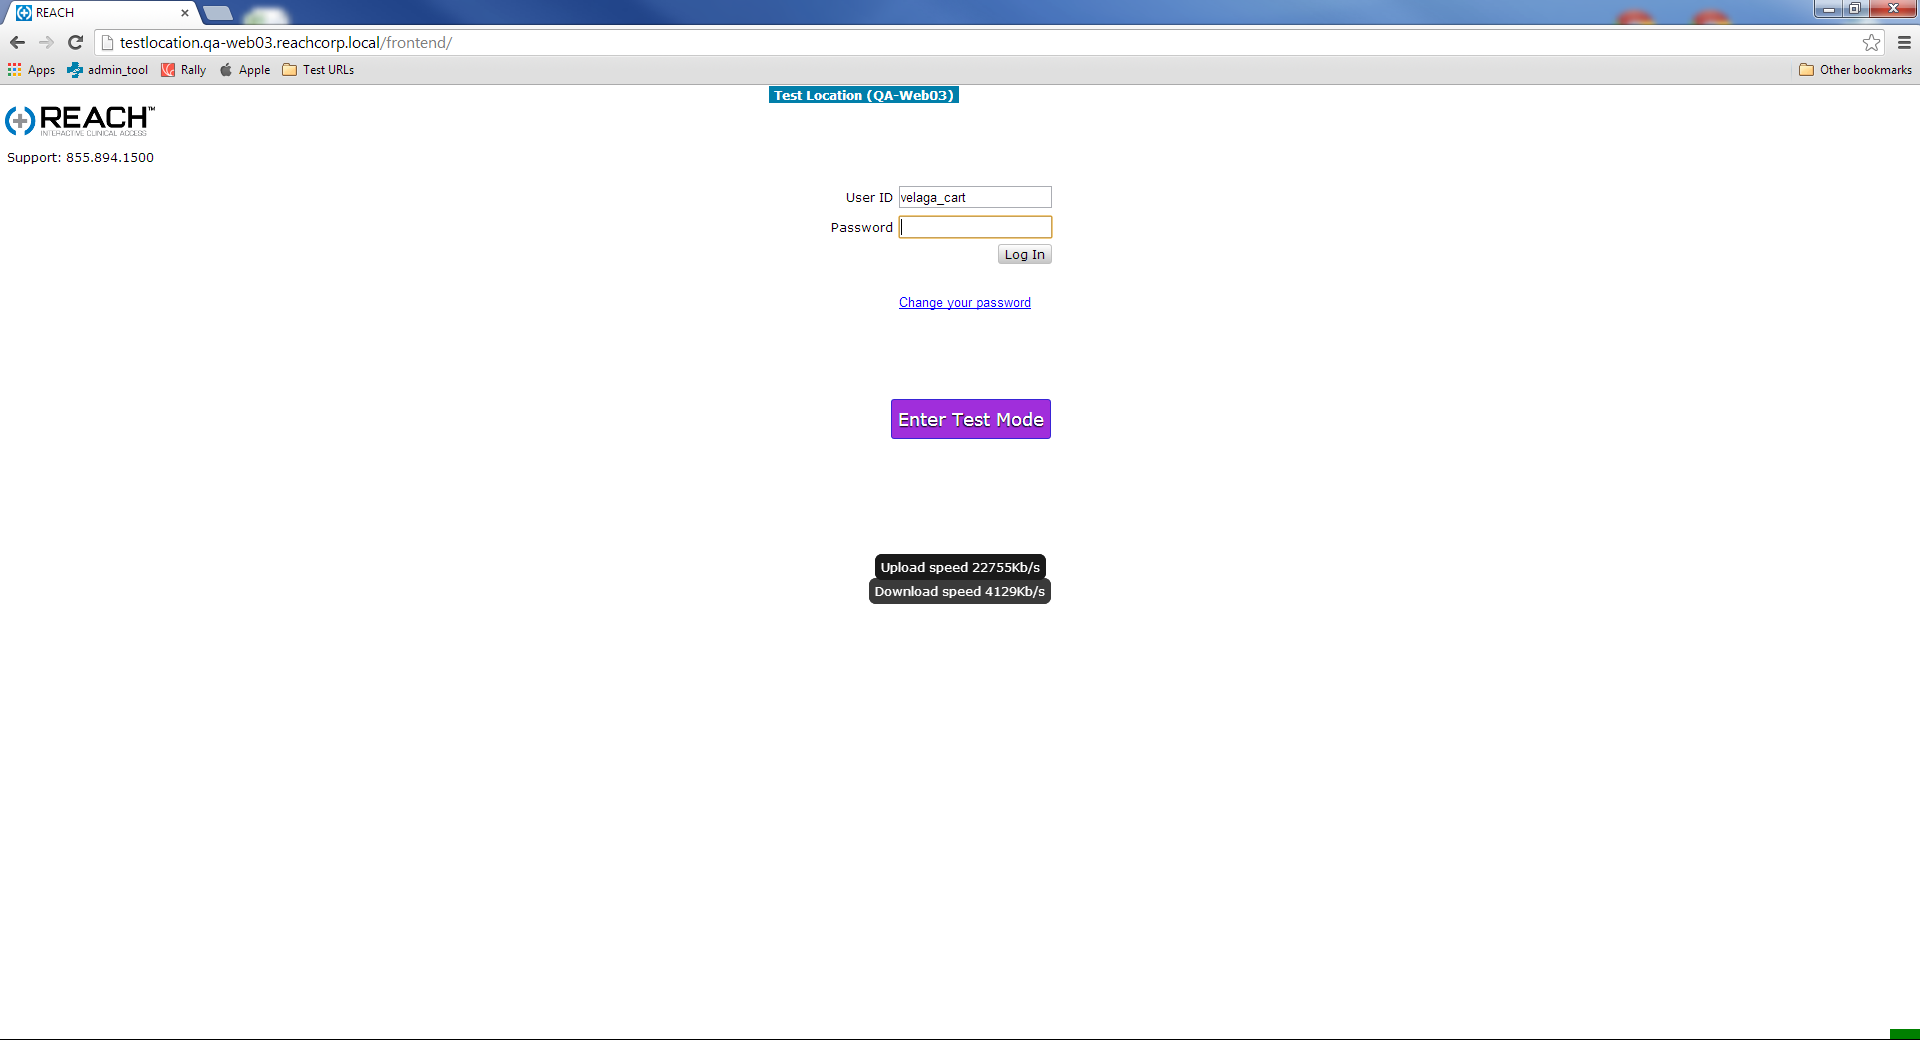 REACH
testlocation.qa-web03.reachcorp.local/frontend/
Apps admin_tool Rally Apple Test URLs Other bookmarks
Test Location (QA-Web03)
REACH™
INTERACTIVE CLINICAL ACCESS
Support: 855.894.1500
User ID velaga_cart
Password
Log In
Change your password
Enter Test Mode
Upload speed 22755Kb/s
Download speed 4129Kb/s